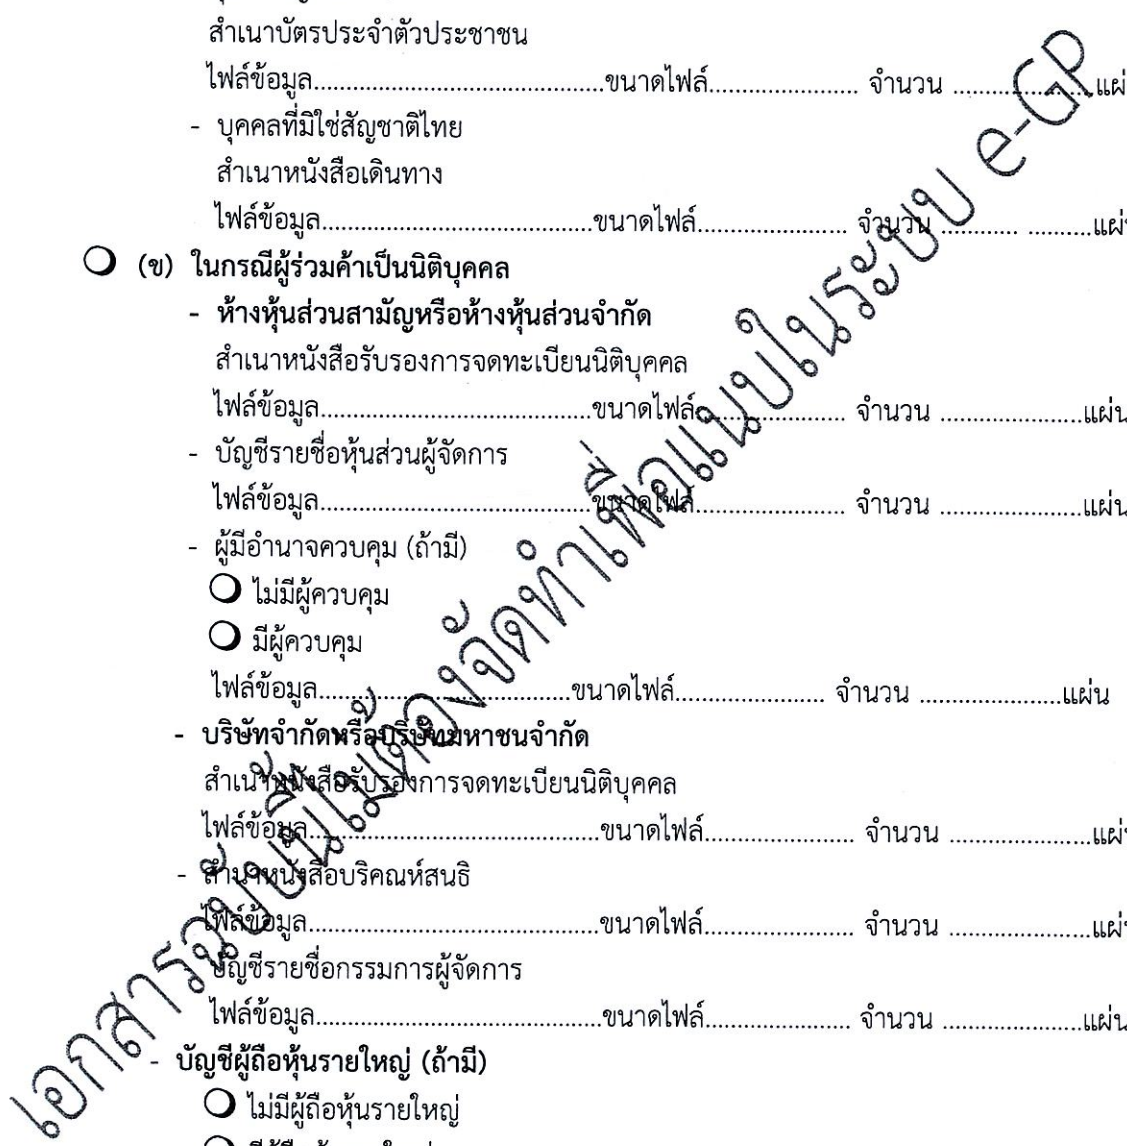 สำเนาบัตรประจำตัวประชาชน
ไฟล์ข้อมูล.............................................ขนาดไฟล์....................... จำนวน ......................แผ่
- บุคคลที่มิใช่สัญชาติไทย
สำเนาหนังสือเดินทาง
ไฟล์ข้อมูล..........................................ขนาดไฟล์....................... จำนวน ............ ..........แผ่น
(ข) ในกรณีผู้ร่วมค้าเป็นนิติบุคคล
- ห้างหุ้นส่วนสามัญหรือห้างหุ้นส่วนจำกัด
สำเนาหนังสือรับรองการจดทะเบียนนิติบุคคล
ไฟล์ข้อมูล..........................................ขนาดไฟล์....................... จำนวน ......................แผ่น
- บัญชีรายชื่อหุ้นส่วนผู้จัดการ
ไฟล์ข้อมูล..........................................ขนาดไฟล์....................... จำนวน ......................แผ่น
- ผู้มีอำนาจควบคุม (ถ้ามี)
ไม่มีผู้ควบคุม
มีผู้ควบคุม
ไฟล์ข้อมูล.......................................ขนาดไฟล์....................... จำนวน ......................แผ่น
- บริษัทจำกัดหรือบริษัทมหาชนจำกัด
สำเนาหนังสือรับรองการจดทะเบียนนิติบุคคล
ไฟล์ข้อมูล.............................................ขนาดไฟล์....................... จำนวน ......................แผ่น
- สำเนาหนังสือบริคณห์สนธิ
ไฟล์ข้อมูล.............................................ขนาดไฟล์....................... จำนวน ......................แผ่น
บัญชีรายชื่อกรรมการผู้จัดการ
ไฟล์ข้อมูล............................................ขนาดไฟล์...................... จำนวน ......................แผ่น
- บัญชีผู้ถือหุ้นรายใหญ่ (ถ้ามี)
ไม่มีผู้ถือหุ้นรายใหญ่
เอกสารฉบับนี้ไม่ต้องจัดทำเพื่อแนบในระบบ e-GP